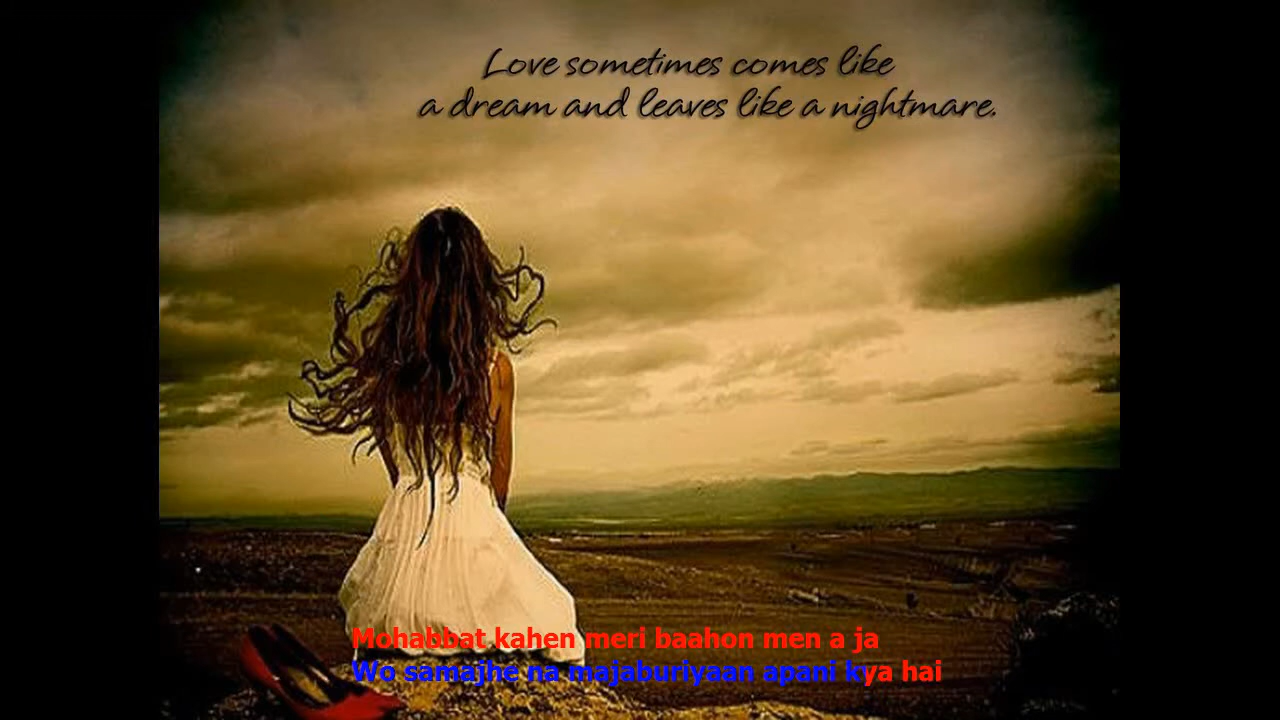 Love sometimes comes like
a dream and leaves like a nightmare.
Mohabbat kahen meri baahon men a ja
Wo samajhe na majaburiyaan apani kya hai